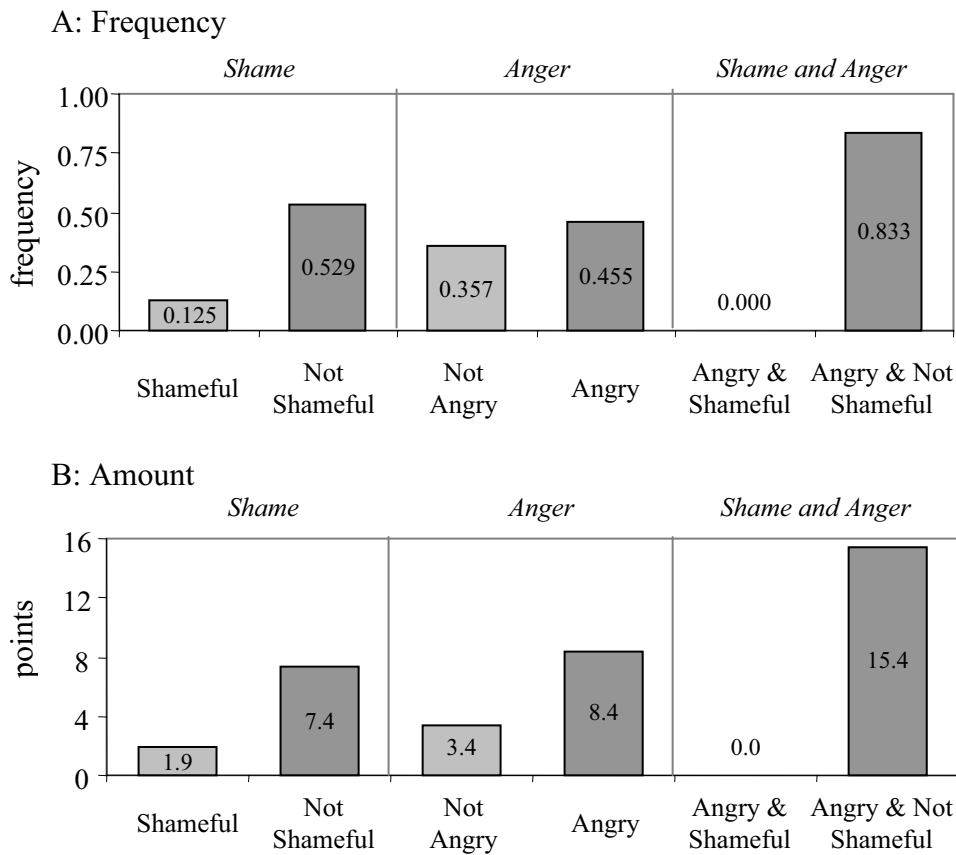 A: Frequency
Shame Anger Shame and Anger
1.00
0.75
0.50
0.25
0.00
frequency
0.125 0.529 0.357 0.455 0.000 0.833
Shameful Not Shameful Not Angry Angry Angry & Shameful Angry & Not Shameful
B: Amount
Shame Anger Shame and Anger
16
12
8
4
0
points
1.9 7.4 3.4 8.4 0.0 15.4
Shameful Not Shameful Not Angry Angry Angry & Shameful Angry & Not Shameful